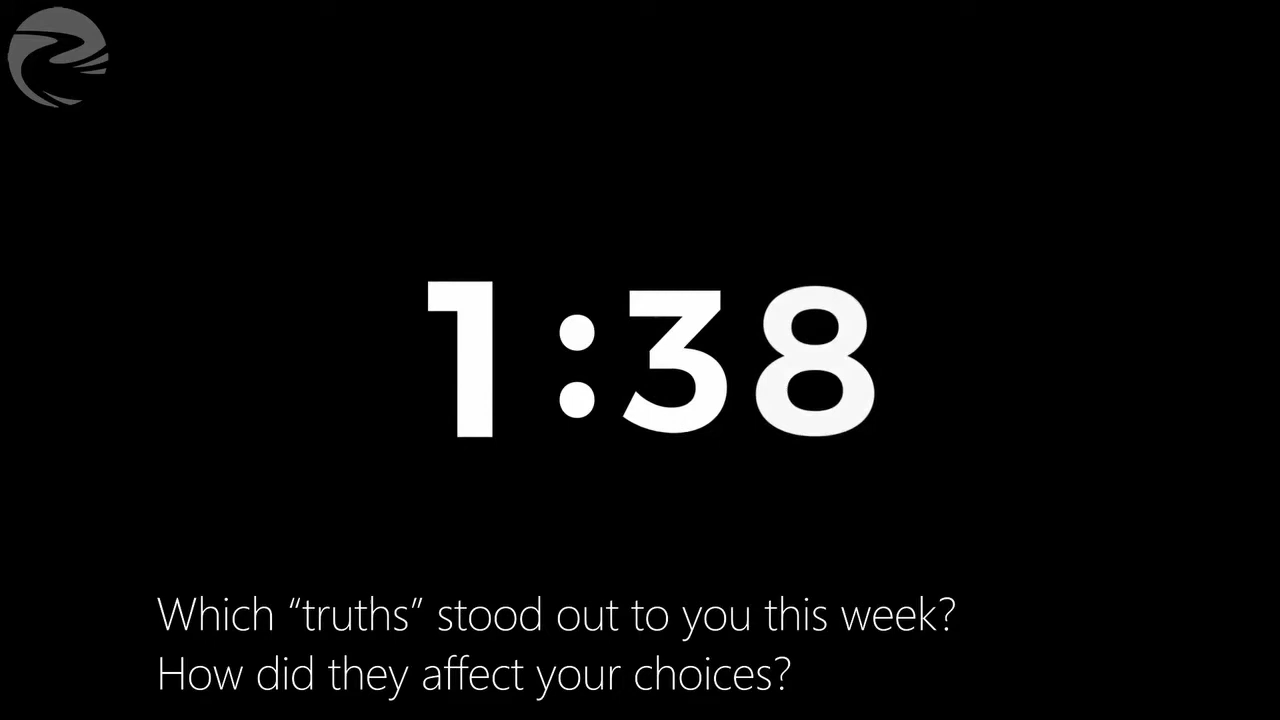 1:38
Which “truths” stood out to you this week?
How did they affect your choices?